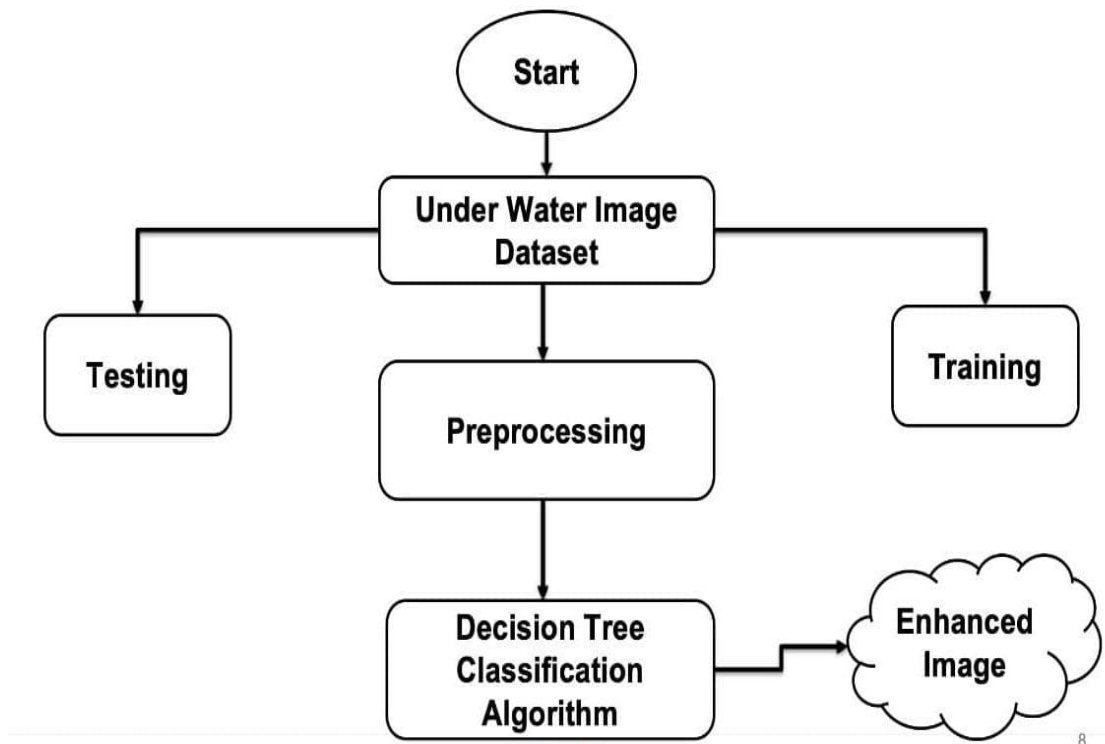 Start
Under Water Image
Dataset
Testing
Training
Preprocessing
Decision Tree
Classification
Algorithm
Enhanced
Image
8